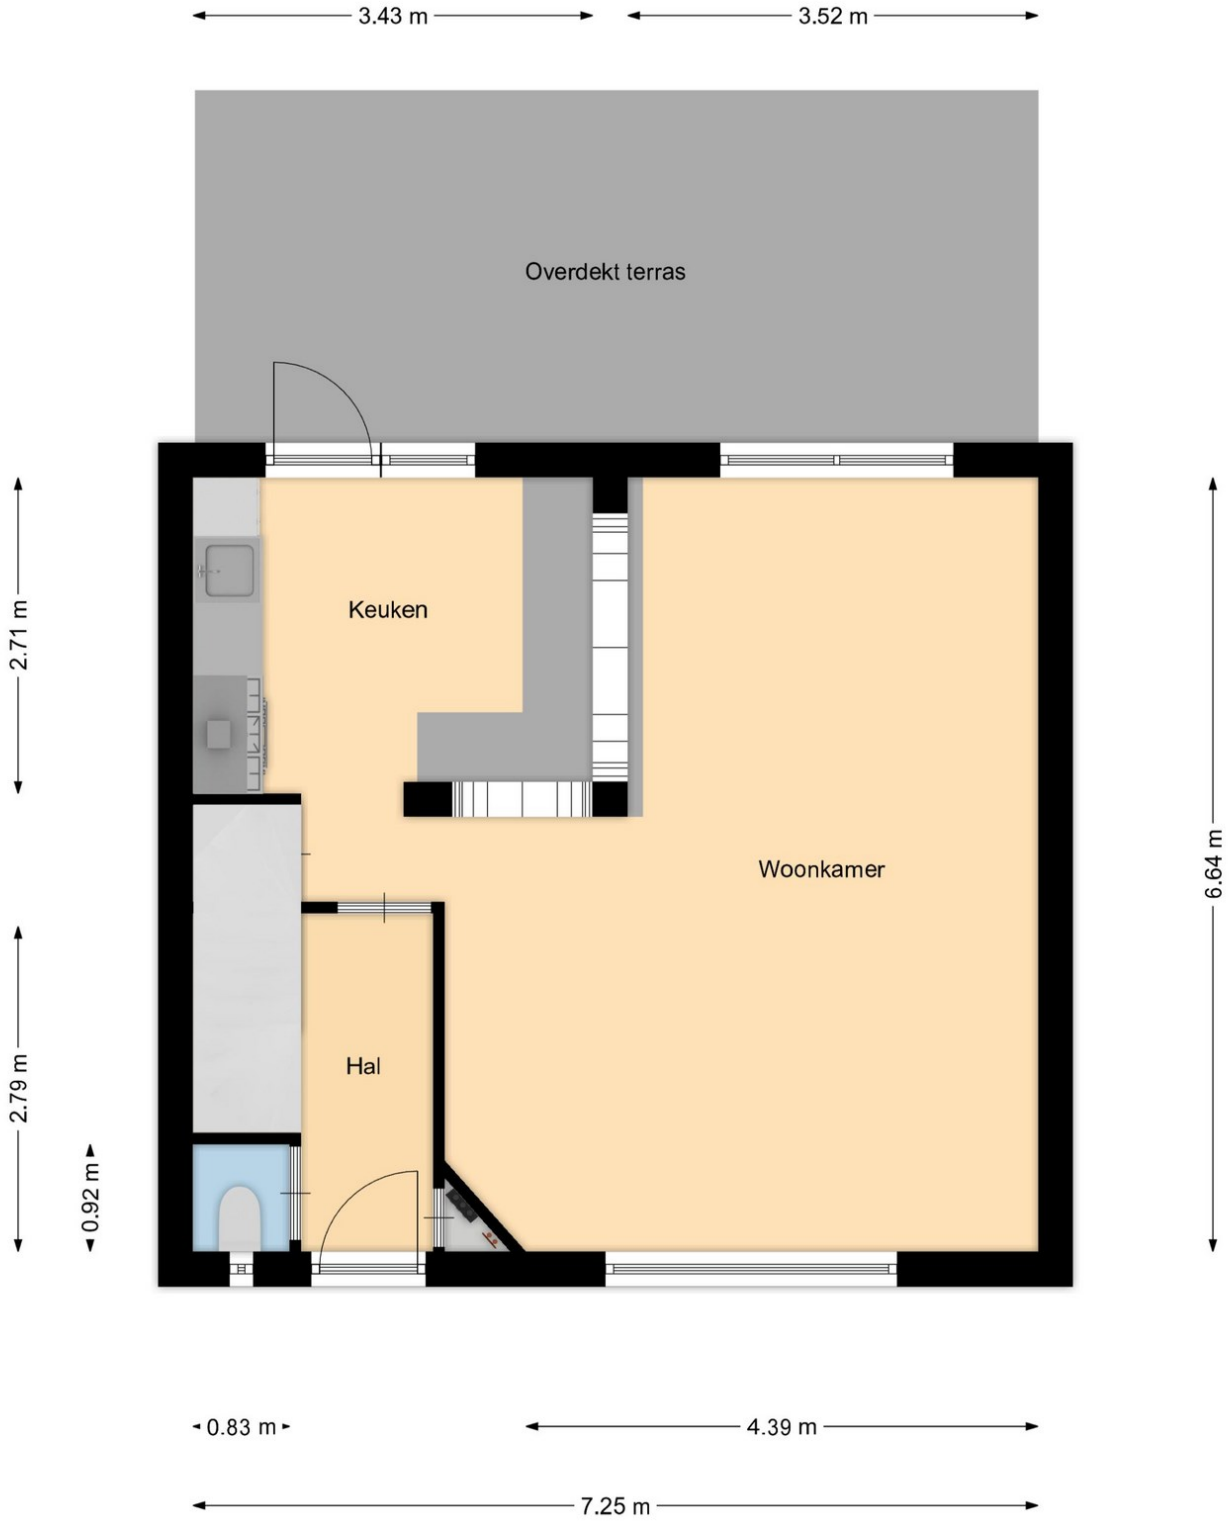 3.43 m
3.52 m
Overdekt terras
Keuken
2.71 m
Woonkamer
6.64 m
Hal
2.79 m
0.92 m
0.83 m
4.39 m
7.25 m